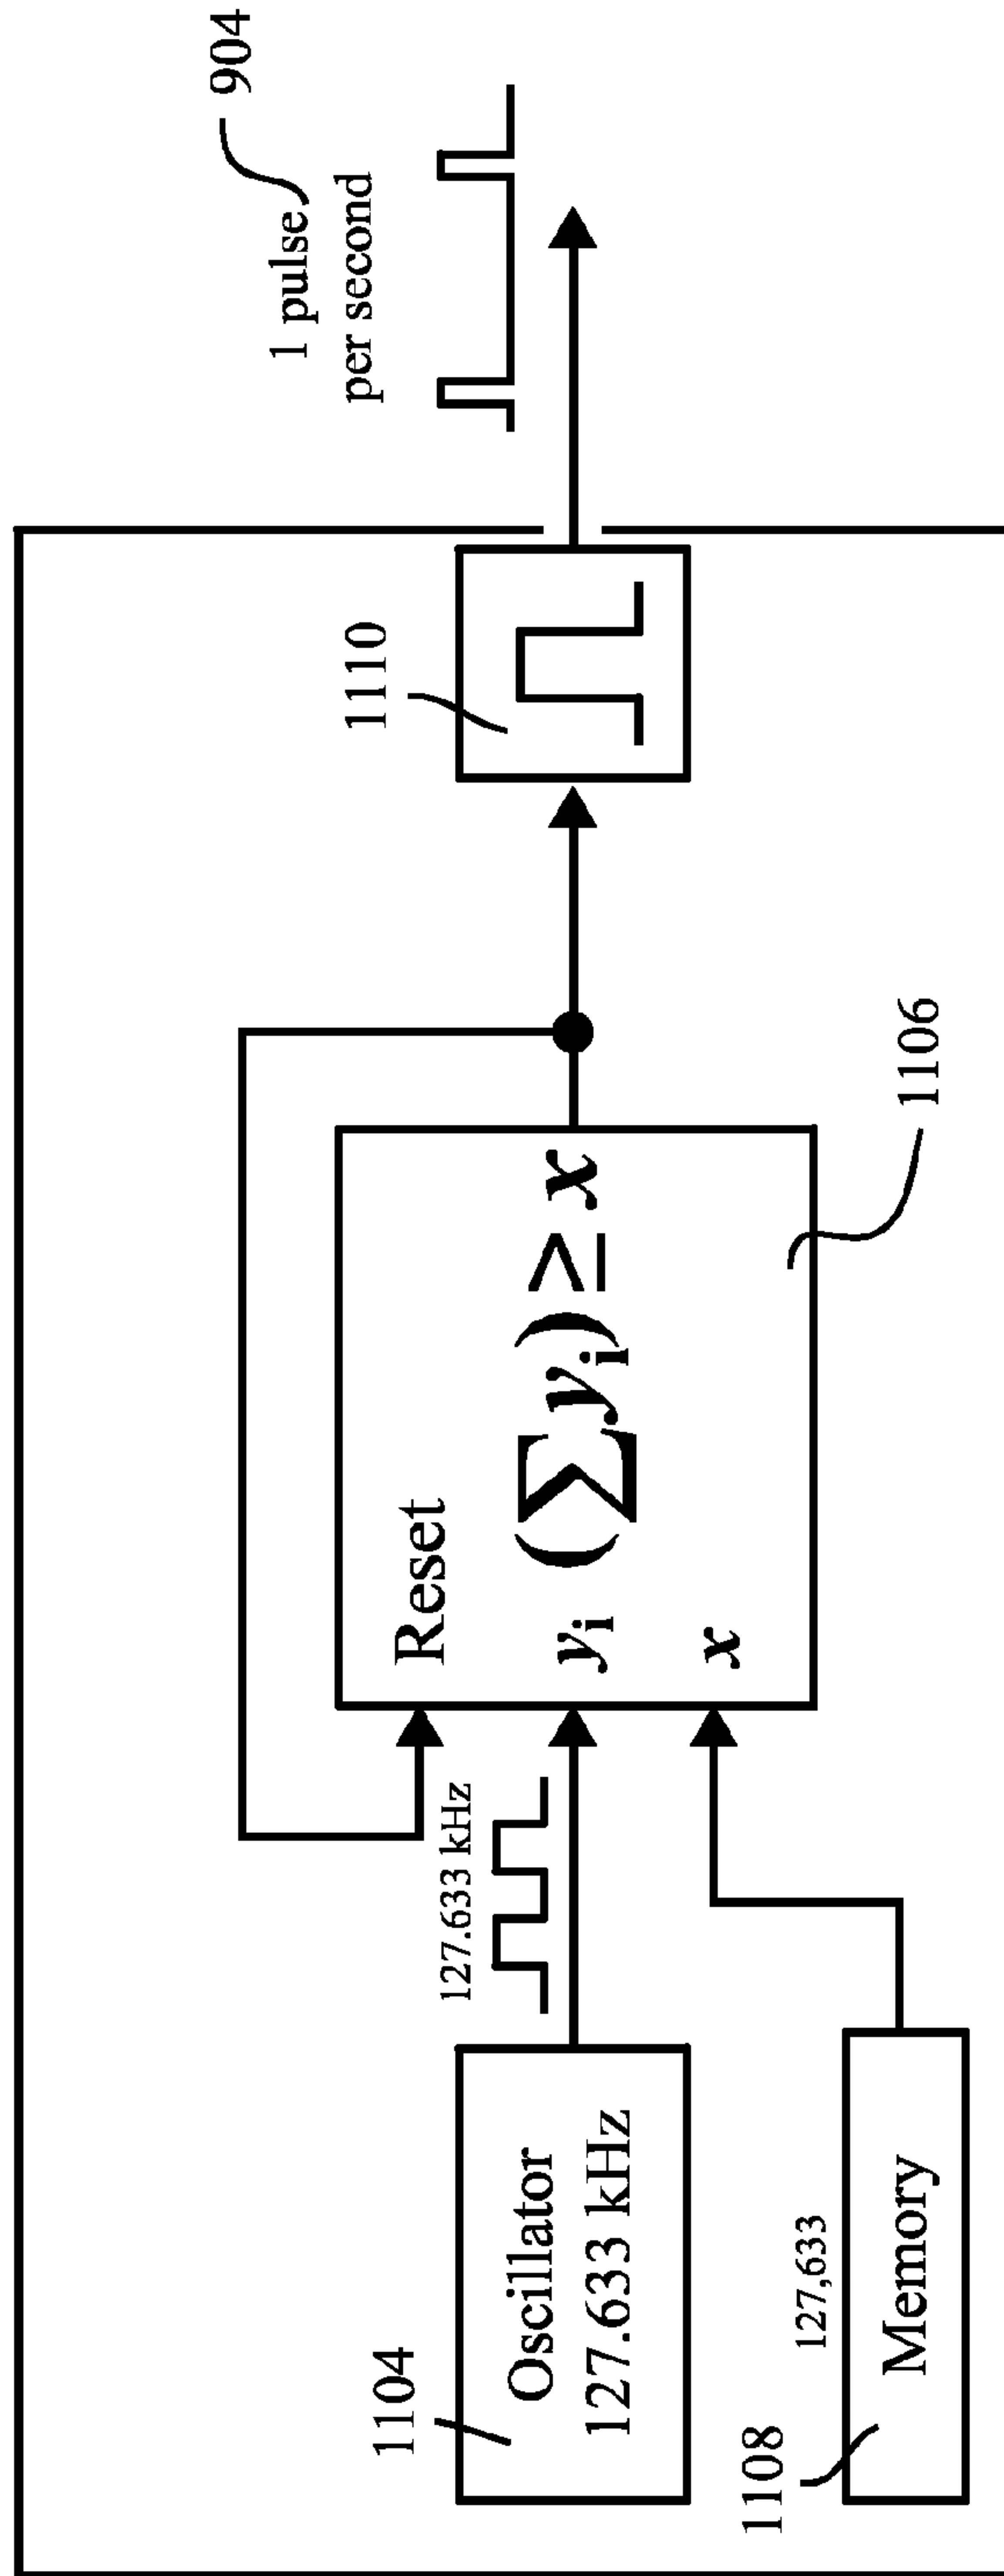 904
1 pulse
per second
1110
Reset
yi (∑yi) ≥ x
x
1106
127.633 kHz
1104
Oscillator
127.633 kHz
127,633
1108
Memory